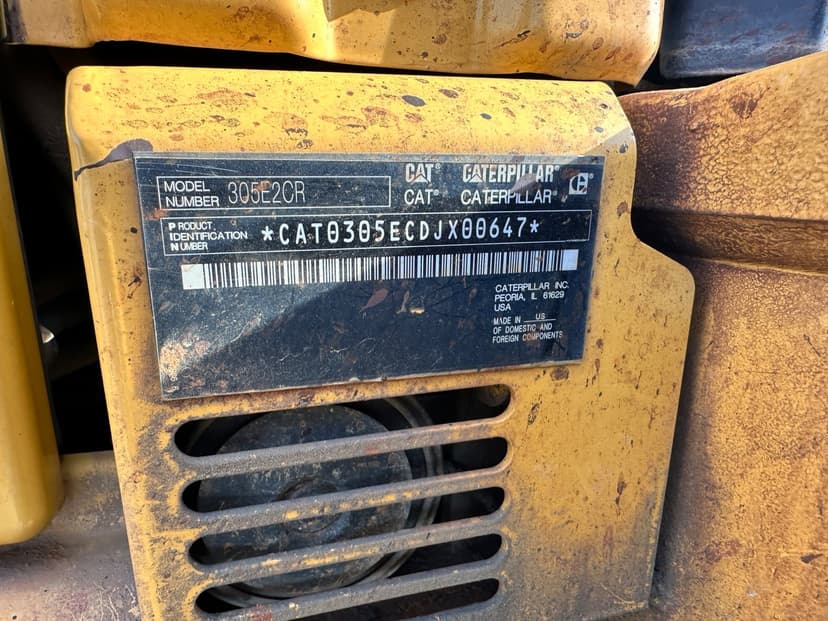 MODEL NUMBER 305E2CR
CAT® CATERPILLAR®
CAT® CATERPILLAR®
PRODUCT IDENTIFICATION NUMBER *CAT0305ECDJX00647*
CATERPILLAR INC.
PEORIA, IL 61629
USA
MADE IN US
OF DOMESTIC AND
FOREIGN COMPONENTS